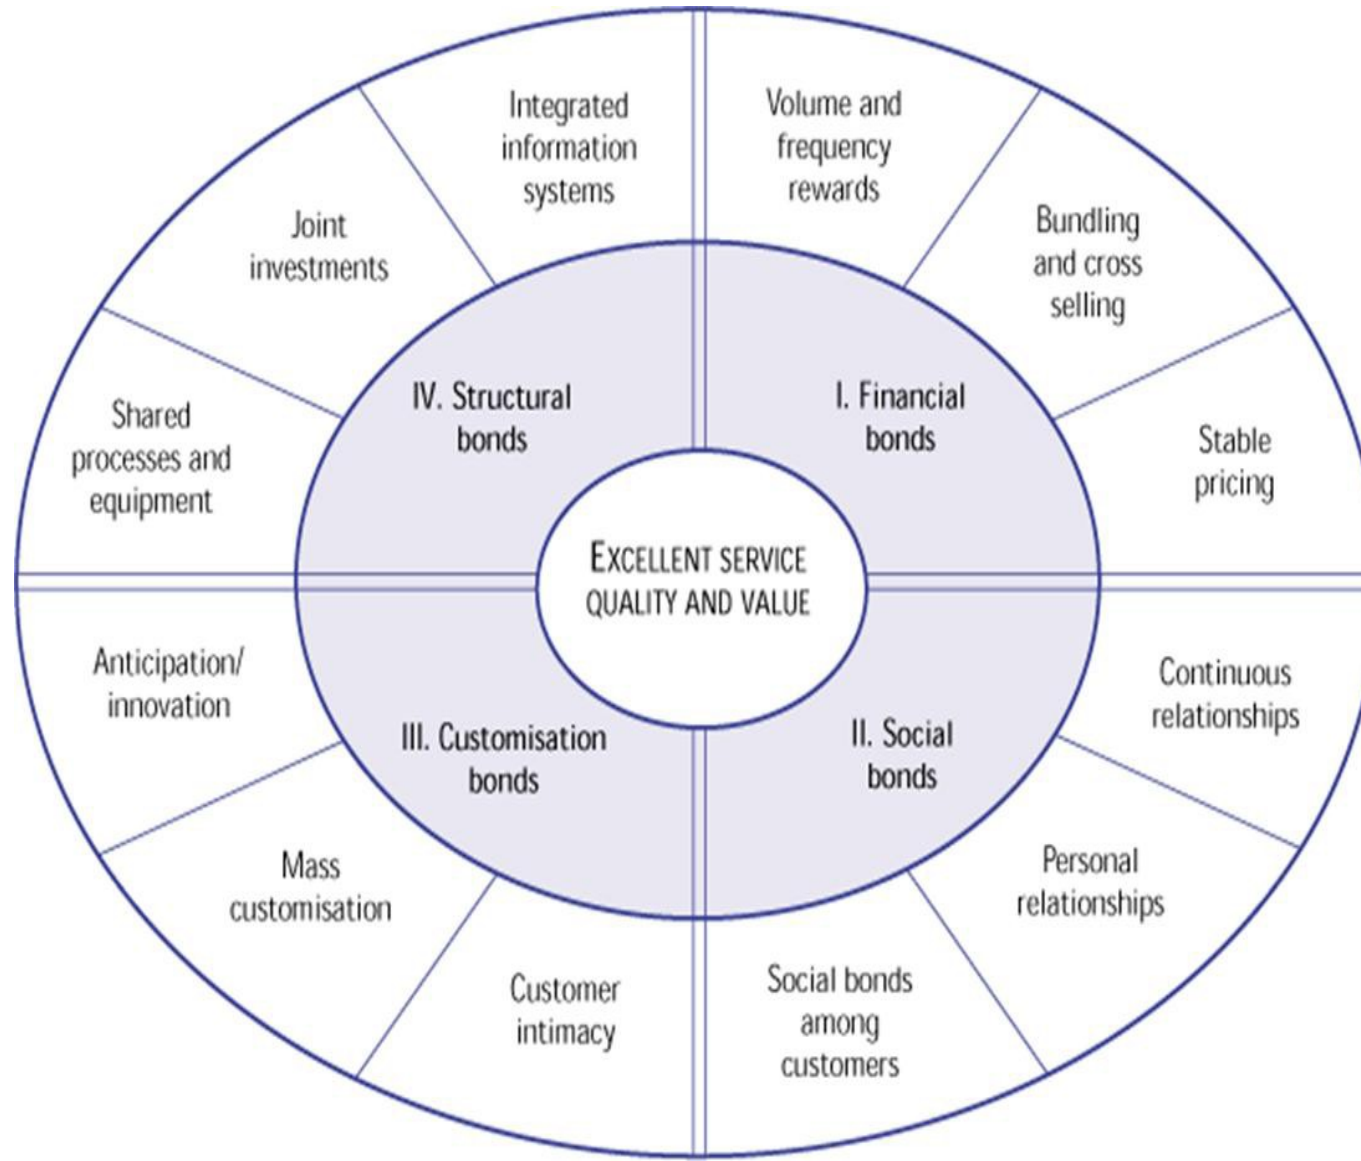 Integrated
information
systems
Volume and
frequency
rewards
Joint
investments
Bundling
and cross
selling
Shared
processes and
equipment
IV. Structural
bonds
I. Financial
bonds
Stable
pricing
EXCELLENT SERVICE
QUALITY AND VALUE
Anticipation/
innovation
III. Customisation
bonds
II. Social
bonds
Continuous
relationships
Mass
customisation
Personal
relationships
Customer
intimacy
Social bonds
among
customers